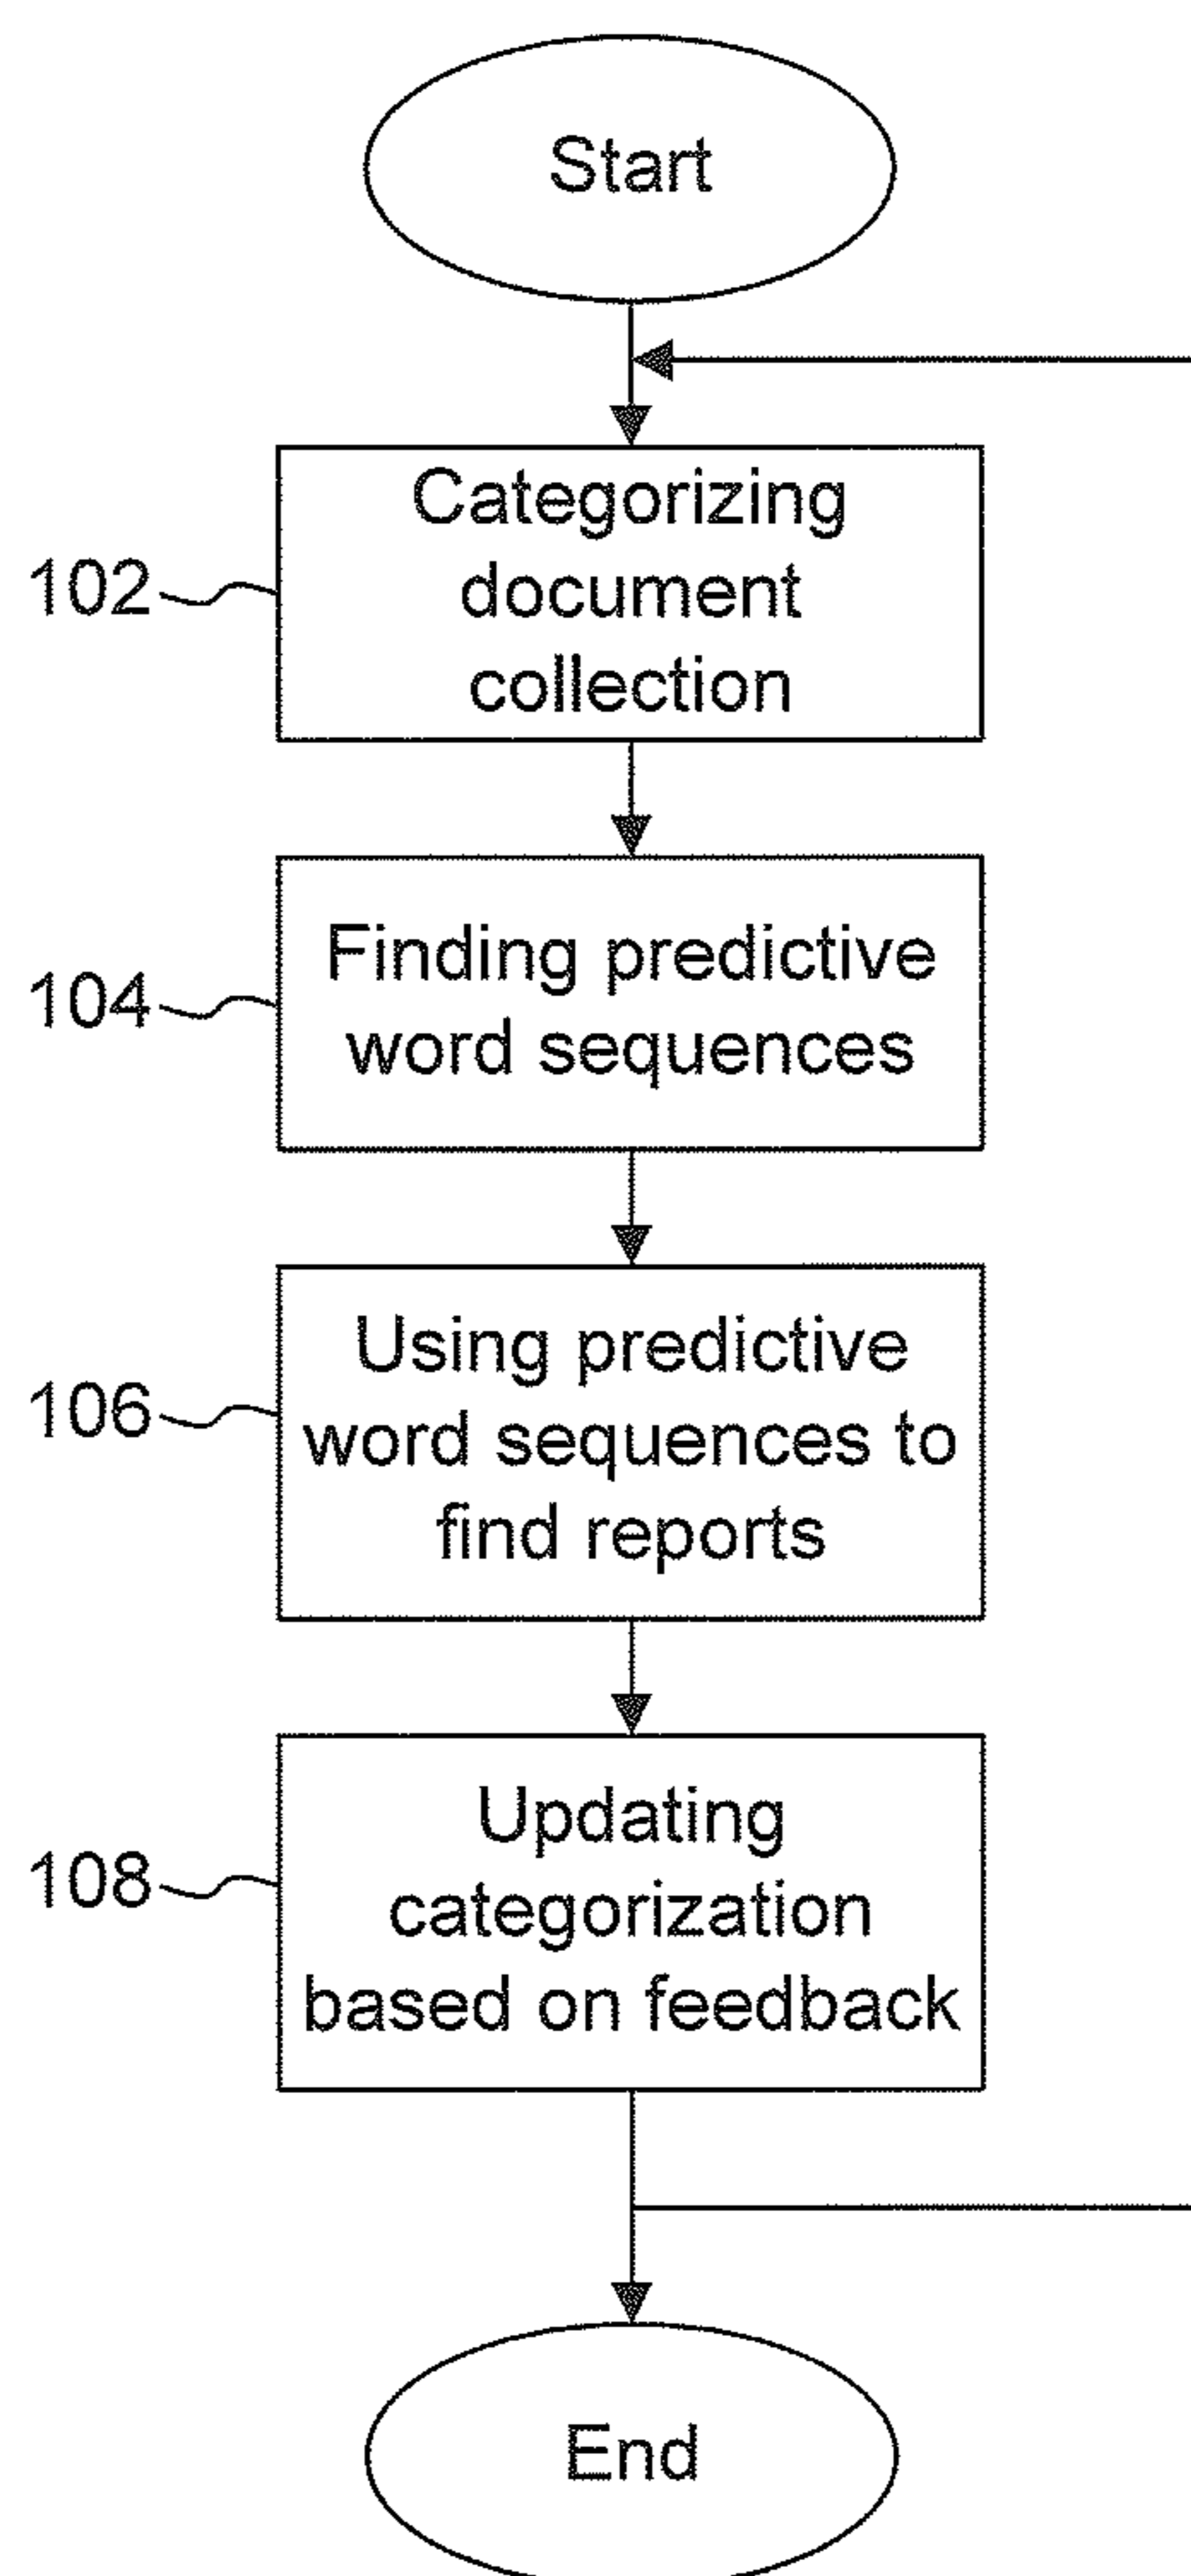 Start
Categorizing
document
collection
102
Finding predictive
word sequences
104
Using predictive
word sequences to
find reports
106
Updating
categorization
based on feedback
108
End